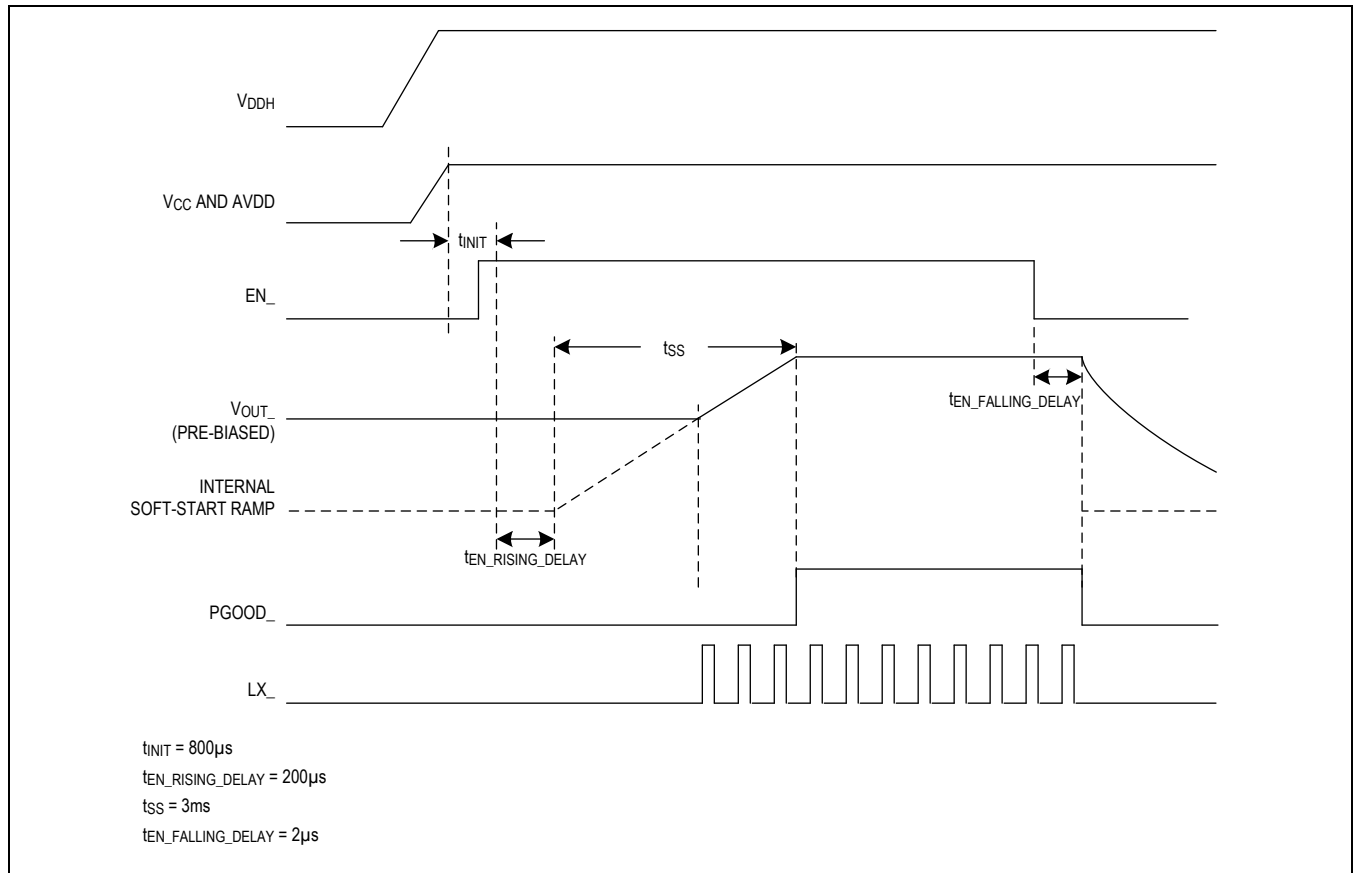 VDDH
VCC AND AVDD
tINIT
EN_
tSS
VOUT_
(PRE-BIASED)
tEN_FALLING_DELAY
INTERNAL
SOFT-START RAMP
tEN_RISING_DELAY
PGOOD_
LX_
tINIT = 800µs
tEN_RISING_DELAY = 200µs
tSS = 3ms
tEN_FALLING_DELAY = 2µs